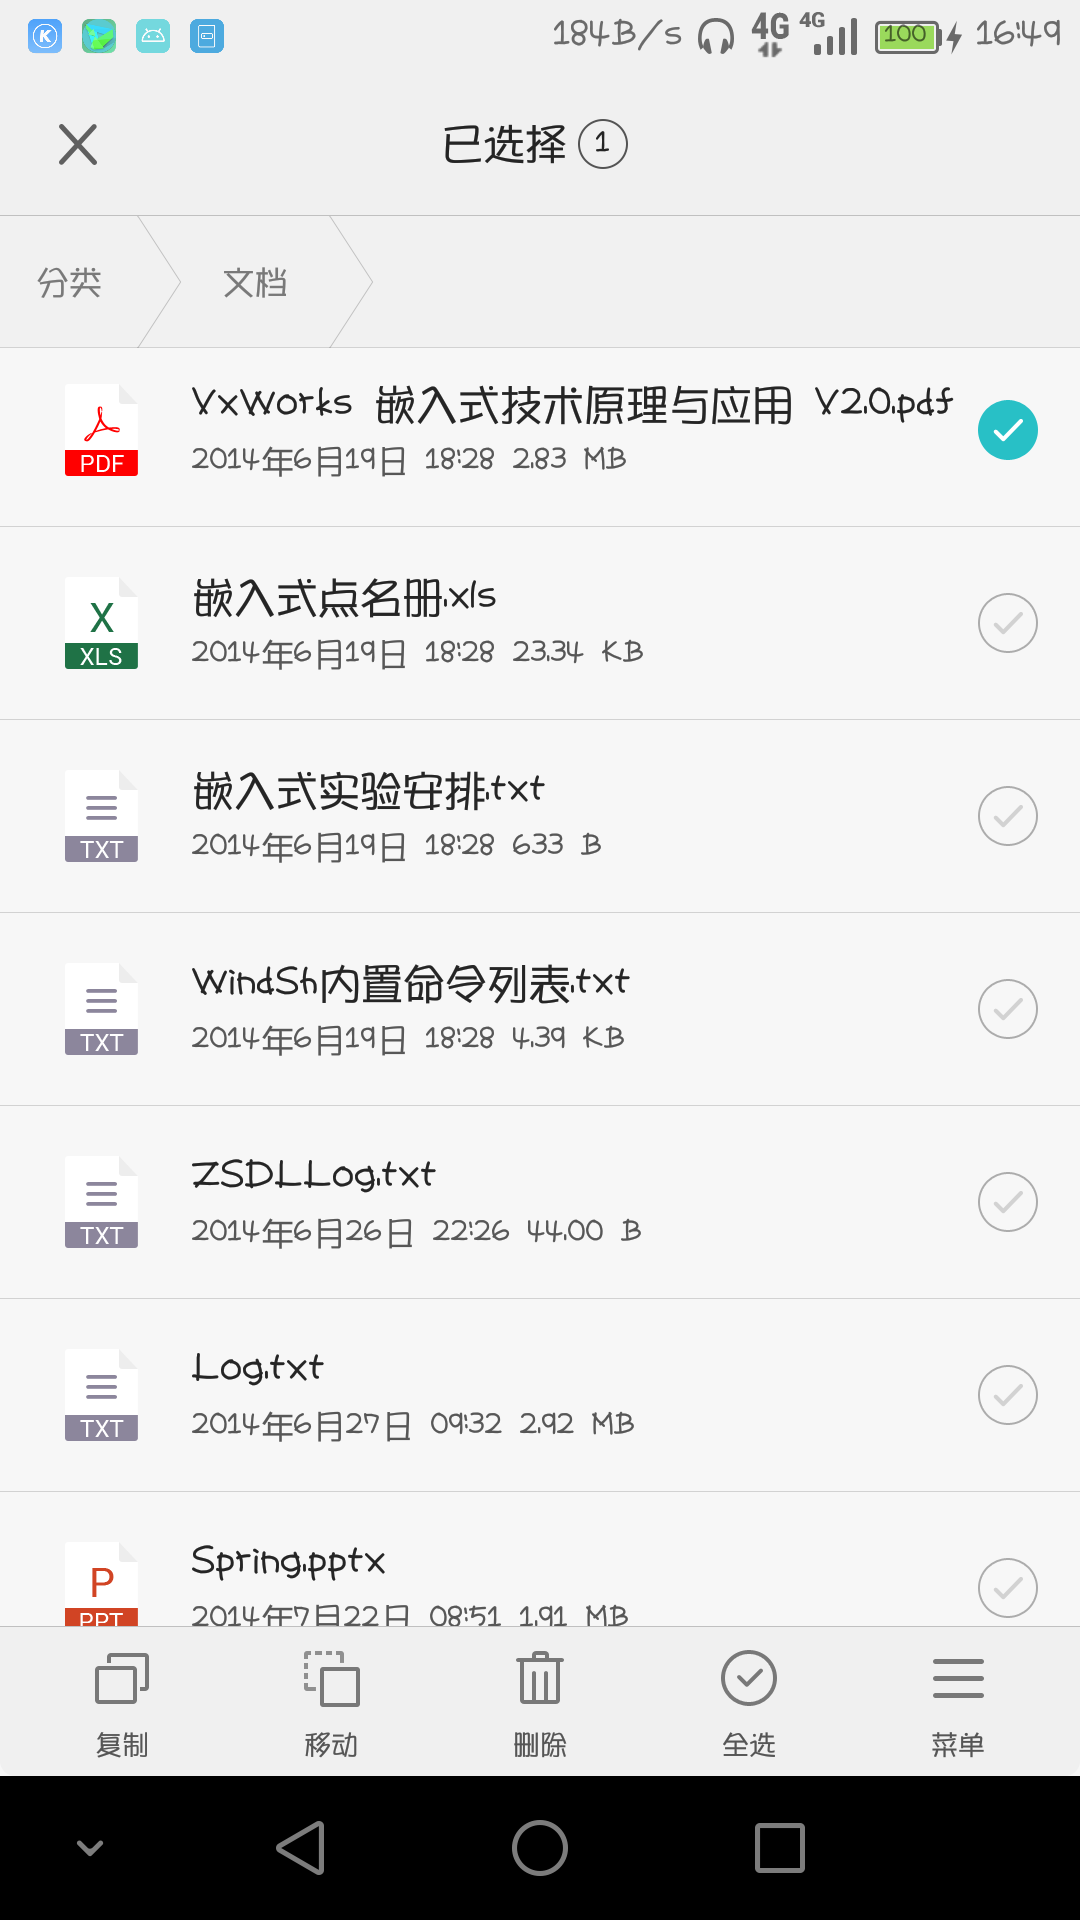 184B/s 4G 4G 100 16:49
已选择 1
分类 文档
VxWorks 嵌入式技术原理与应用 V2.0.pdf
PDF
2014年6月19日 18:28 2.83 MB
嵌入式点名册.xls
X
XLS
2014年6月19日 18:28 23.34 KB
嵌入式实验安排.txt
TXT
2014年6月19日 18:28 633 B
WindSh内置命令列表.txt
TXT
2014年6月19日 18:28 4.39 KB
ZSDLLog.txt
TXT
2014年6月26日 22:26 44.00 B
Log.txt
TXT
2014年6月27日 09:32 2.92 MB
Spring.pptx
P
PPT
2014年7月22日 08:51 1.91 MB
复制 移动 删除 全选 菜单